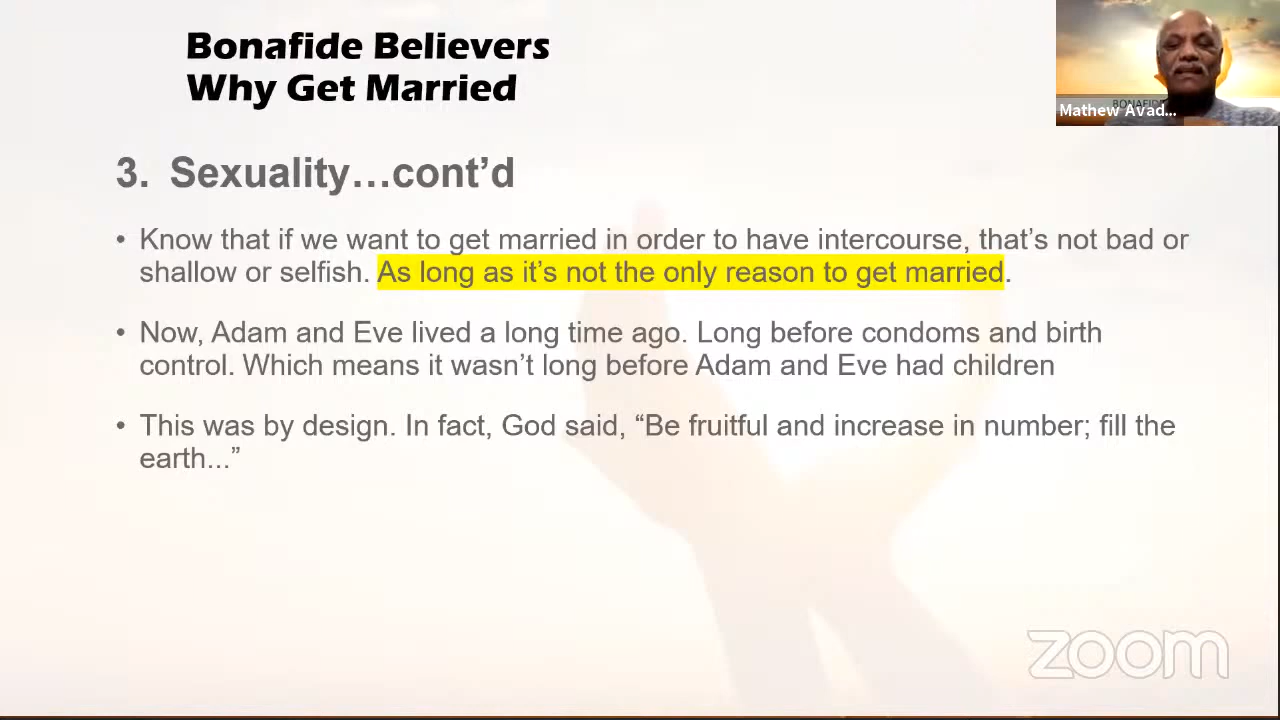 Bonafide Believers
Why Get Married
BONAFIDE
Mathew Avad...
3. Sexuality…cont’d
• Know that if we want to get married in order to have intercourse, that’s not bad or
shallow or selfish. As long as it’s not the only reason to get married.
• Now, Adam and Eve lived a long time ago. Long before condoms and birth
control. Which means it wasn’t long before Adam and Eve had children
• This was by design. In fact, God said, “Be fruitful and increase in number; fill the
earth...”
zoom